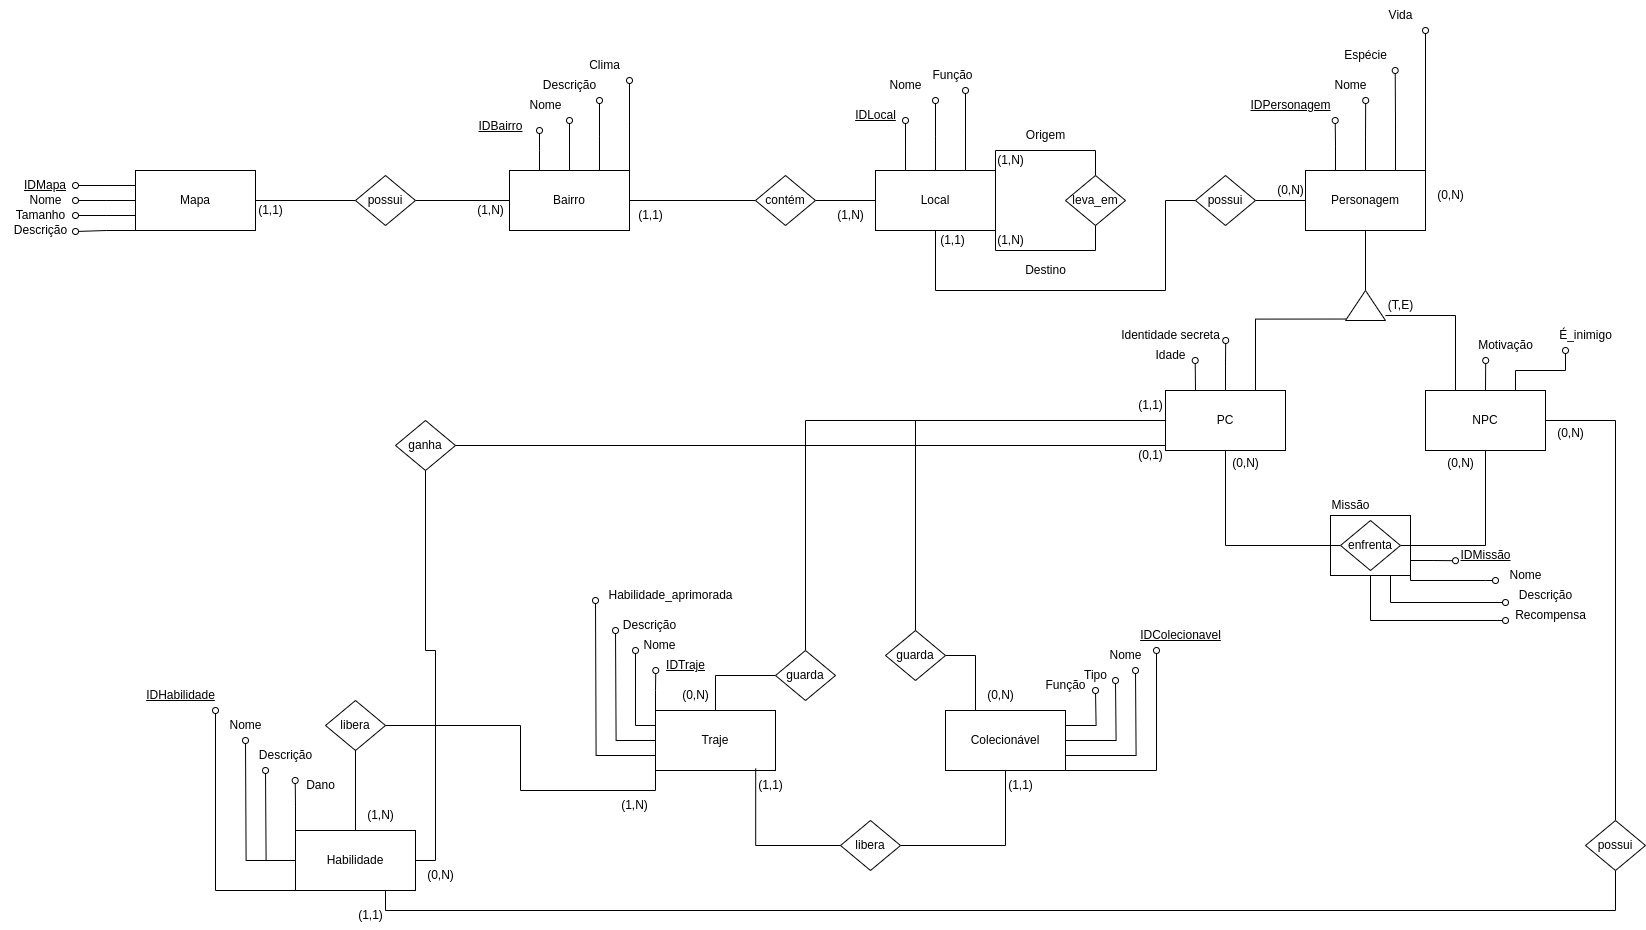 Vida
Espécie
Clima
Função
Descrição
Nome
Nome
Nome
IDPersonagem
IDLocal
IDBairro
Origem
(1,N)
IDMapa
Nome
Tamanho
Descrição
Mapa
(1,1)
possui
(1,N)
Bairro
(1,1)
contém
(1,N)
Local
leva_em
possui
(0,N)
Personagem
(0,N)
(1,1)
(1,N)
Destino
(T,E)
Identidade secreta
Idade
Motivação
É_inimigo
(1,1)
PC
NPC
(0,N)
ganha
(0,1)
(0,N)
(0,N)
Missão
enfrenta
IDMissão
Nome
Descrição
Recompensa
Habilidade_aprimorada
Descrição
Nome
IDTraje
IDColecionavel
Nome
Tipo
Função
guarda
guarda
(0,N)
(0,N)
IDHabilidade
Nome
Descrição
Dano
libera
Traje
Colecionável
(1,1)
(1,1)
(1,N)
(1,N)
libera
possui
Habilidade
(0,N)
(1,1)